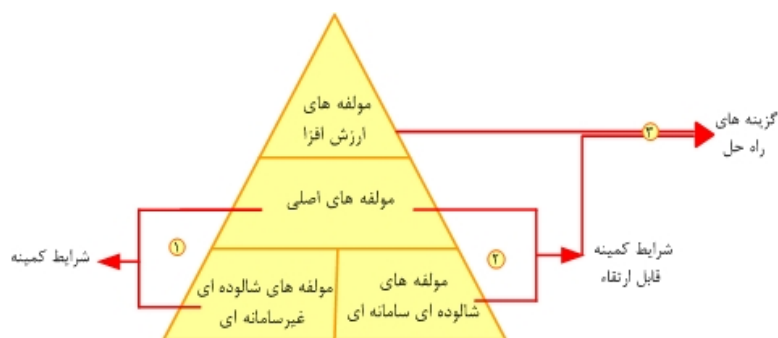 مولفه های
ارزش افزا
۳
گزینه های
راه حل
مولفه های اصلی
۱
شرایط کمینه
۲
شرایط کمینه
قابل ارتقاء
مولفه های شالوده ای
غیرسامانه ای
مولفه های
شالوده ای سامانه ای